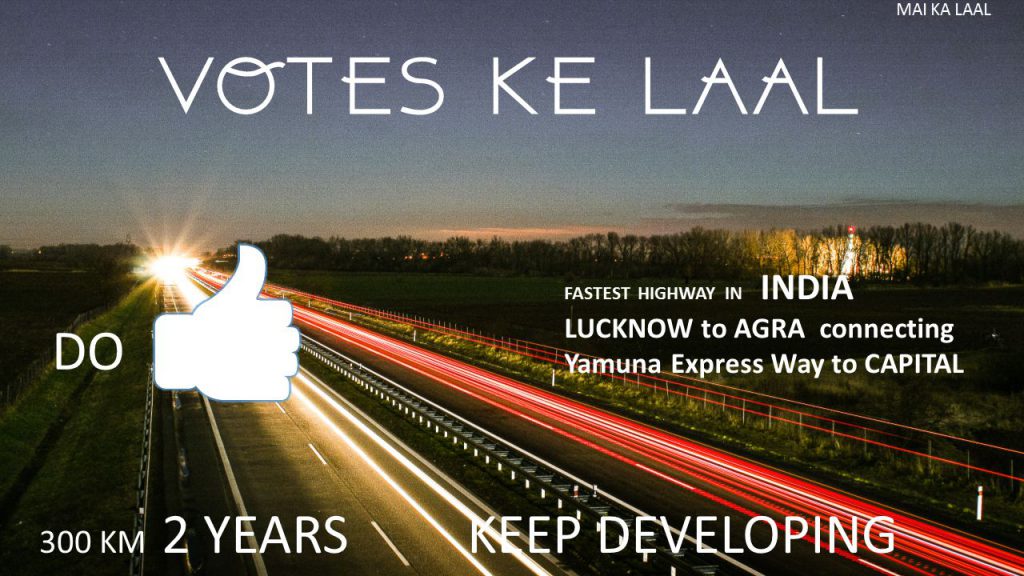 MAI KA LAAL
VOTES KE LAAL
FASTEST HIGHWAY IN INDIA
LUCKNOW to AGRA connecting
Yamuna Express Way to CAPITAL
DO
300 KM 2 YEARS KEEP DEVELOPING